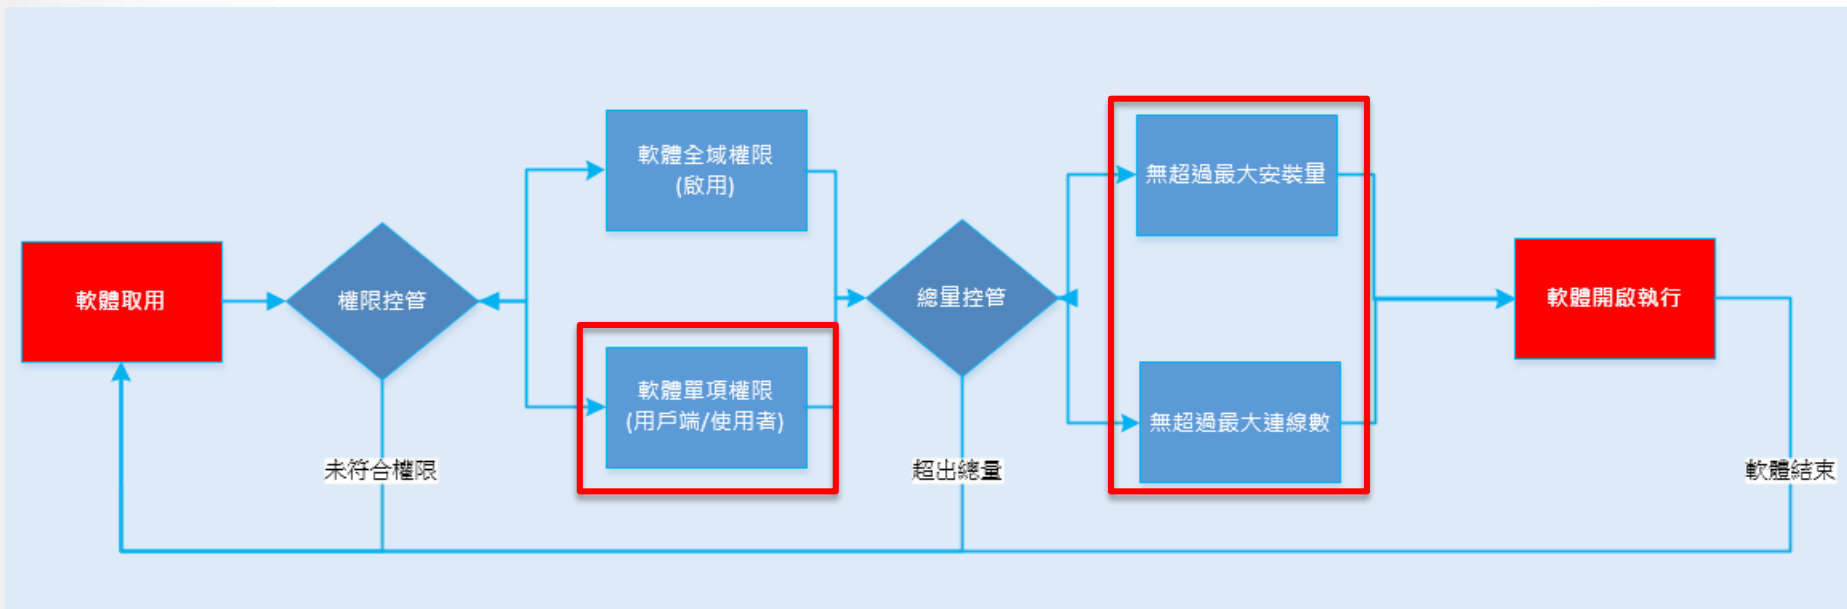 軟體取用
權限控管
軟體全域權限
(啟用)
軟體單項權限
(用戶端/使用者)
未符合權限
總量控管
超出總量
無超過最大安裝量
無超過最大連線數
軟體開啟執行
軟體結束